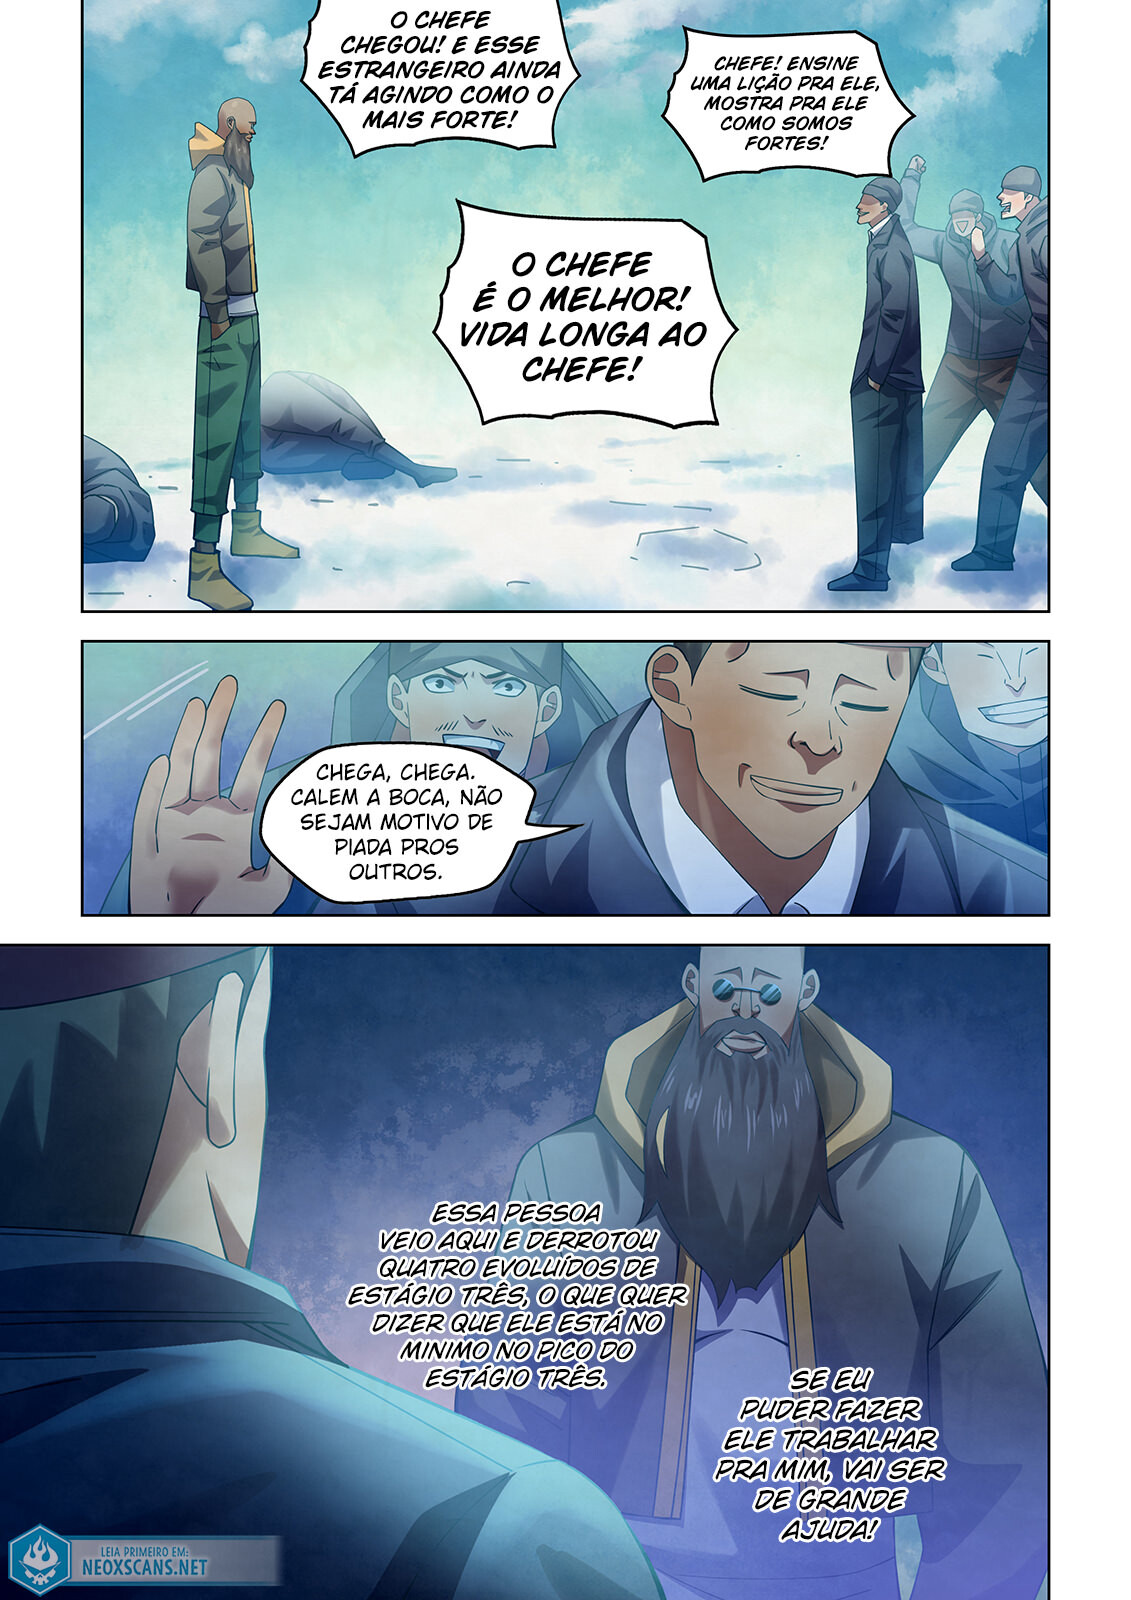 O CHEFE
CHEGOU! E ESSE
ESTRANGEIRO AINDA
TÁ AGINDO COMO O
MAIS FORTE!
CHEFE! ENSINE
UMA LIÇÃO PRA ELE,
MOSTRA PRA ELE
COMO SOMOS
FORTES!
O CHEFE
É O MELHOR!
VIDA LONGA AO
CHEFE!
CHEGA, CHEGA.
CALEM A BOCA, NÃO
SEJAM MOTIVO DE
PIADA PROS
OUTROS.
ESSA PESSOA
VEIO AQUI E DERROTOU
QUATRO EVOLUÍDOS DE
ESTÁGIO TRÊS, O QUE QUER
DIZER QUE ELE ESTÁ NO
MINIMO NO PICO DO
ESTÁGIO TRÊS.
SE EU
PUDER FAZER
ELE TRABALHAR
PRA MIM, VAI SER
DE GRANDE
AJUDA!
LEIA PRIMEIRO EM:
NEOXSCANS.NET